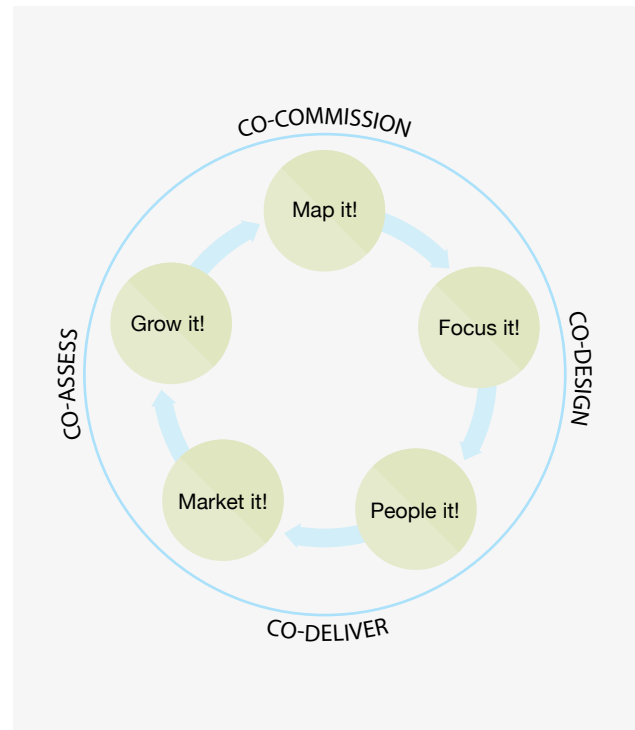 CO-COMMISSION
Map it!
Focus it!
CO-DESIGN
People it!
CO-DELIVER
Market it!
Grow it!
CO-ASSESS